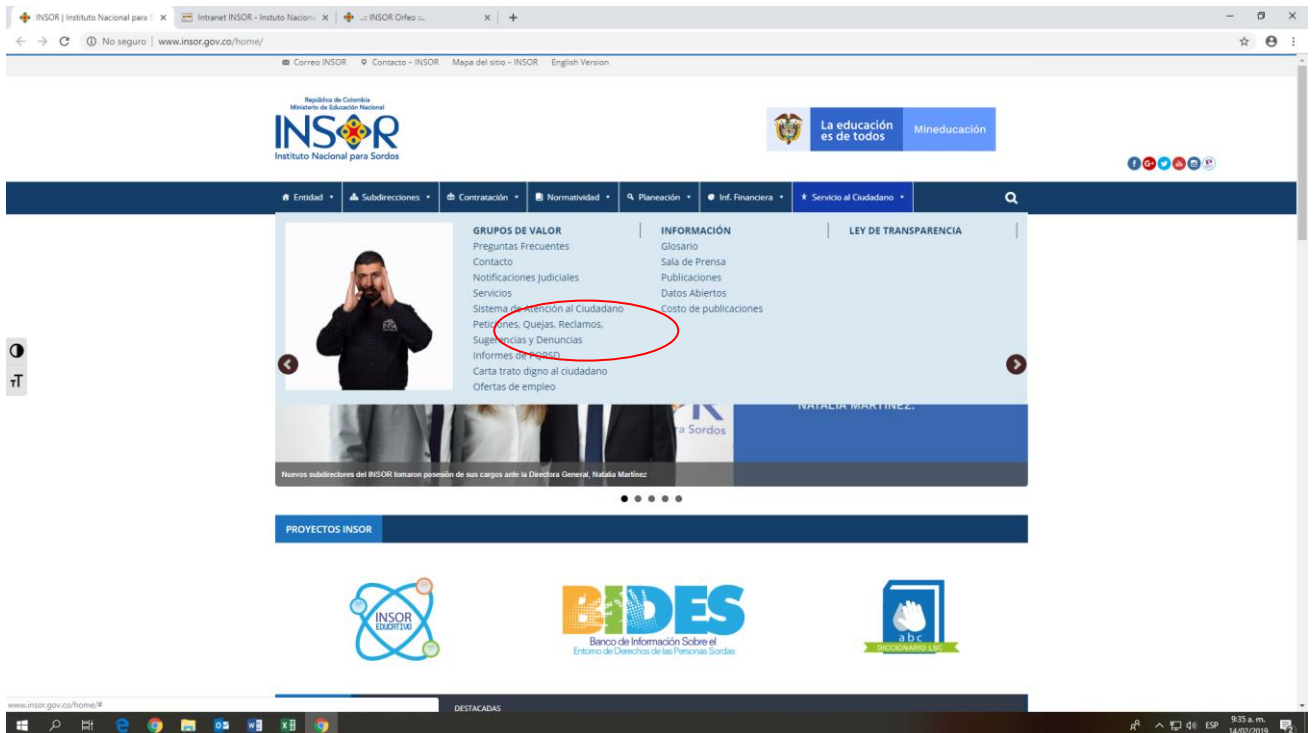 INSOR | Instituto Nacional para S
Intranet INSOR - Instuto Nacion
..:: INSOR Orfeo ::..
No seguro | www.insor.gov.co/home/
Correo INSOR Contacto – INSOR Mapa del sitio – INSOR English Version
República de Colombia
Ministerio de Educación Nacional
INSOR
Instituto Nacional para Sordos
La educación
es de todos
Mineducación
Entidad Subdirecciones Contratación Normatividad Planeación Inf. Financiera Servicio al Ciudadano
GRUPOS DE VALOR
Preguntas Frecuentes
Contacto
Notificaciones Judiciales
Servicios
Sistema de Atención al Ciudadano
Peticiones, Quejas, Reclamos,
Sugerencias y Denuncias
Informes de PQRSD
Carta trato digno al ciudadano
Ofertas de empleo
INFORMACIÓN
Glosario
Sala de Prensa
Publicaciones
Datos Abiertos
Costo de publicaciones
LEY DE TRANSPARENCIA
NATALIA MARTÍNEZ.
ra Sordos
Nuevos subdirectores del INSOR tomaron posesión de sus cargos ante la Directora General, Natalia Martínez
PROYECTOS INSOR
INSOR
EDUCATIVO
BIDES
Banco de Información Sobre el
Entorno de Derechos de las Personas Sordas
abc
DICCIONARIO LSC
DESTACADAS
www.insor.gov.co/home/#
TT
ESP
9:35 a. m.
14/02/2019